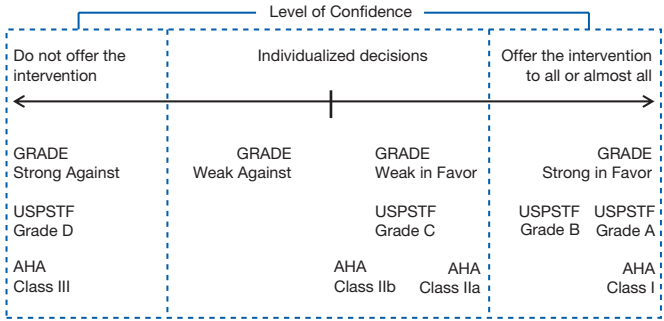 Level of Confidence
Do not offer the
intervention
Individualized decisions
Offer the intervention
to all or almost all
GRADE
Strong Against
GRADE
Weak Against
GRADE
Weak in Favor
GRADE
Strong in Favor
USPSTF
Grade D
USPSTF
Grade C
USPSTF
Grade B
USPSTF
Grade A
AHA
Class III
AHA
Class IIb
AHA
Class IIa
AHA
Class I